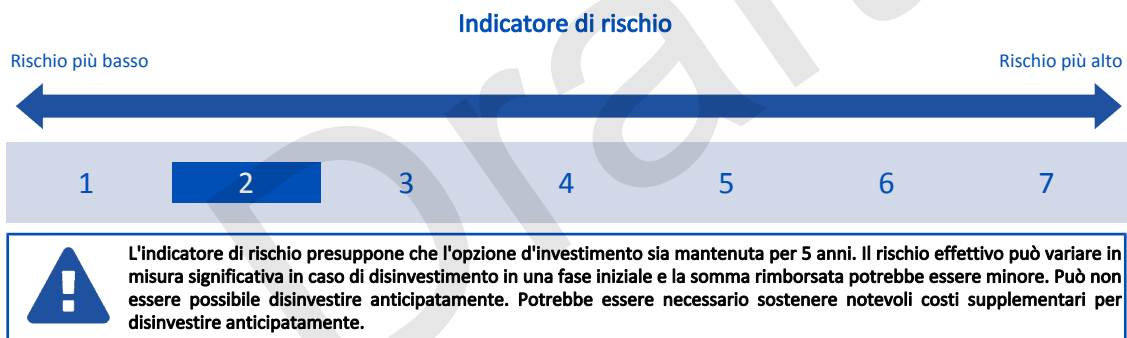 Indicatore di rischio
Rischio più basso
Rischio più alto
1 2 3 4 5 6 7
L'indicatore di rischio presuppone che l'opzione d'investimento sia mantenuta per 5 anni. Il rischio effettivo può variare in
misura significativa in caso di disinvestimento in una fase iniziale e la somma rimborsata potrebbe essere minore. Può non
essere possibile disinvestire anticipatamente. Potrebbe essere necessario sostenere notevoli costi supplementari per
disinvestire anticipatamente.
!
Draft